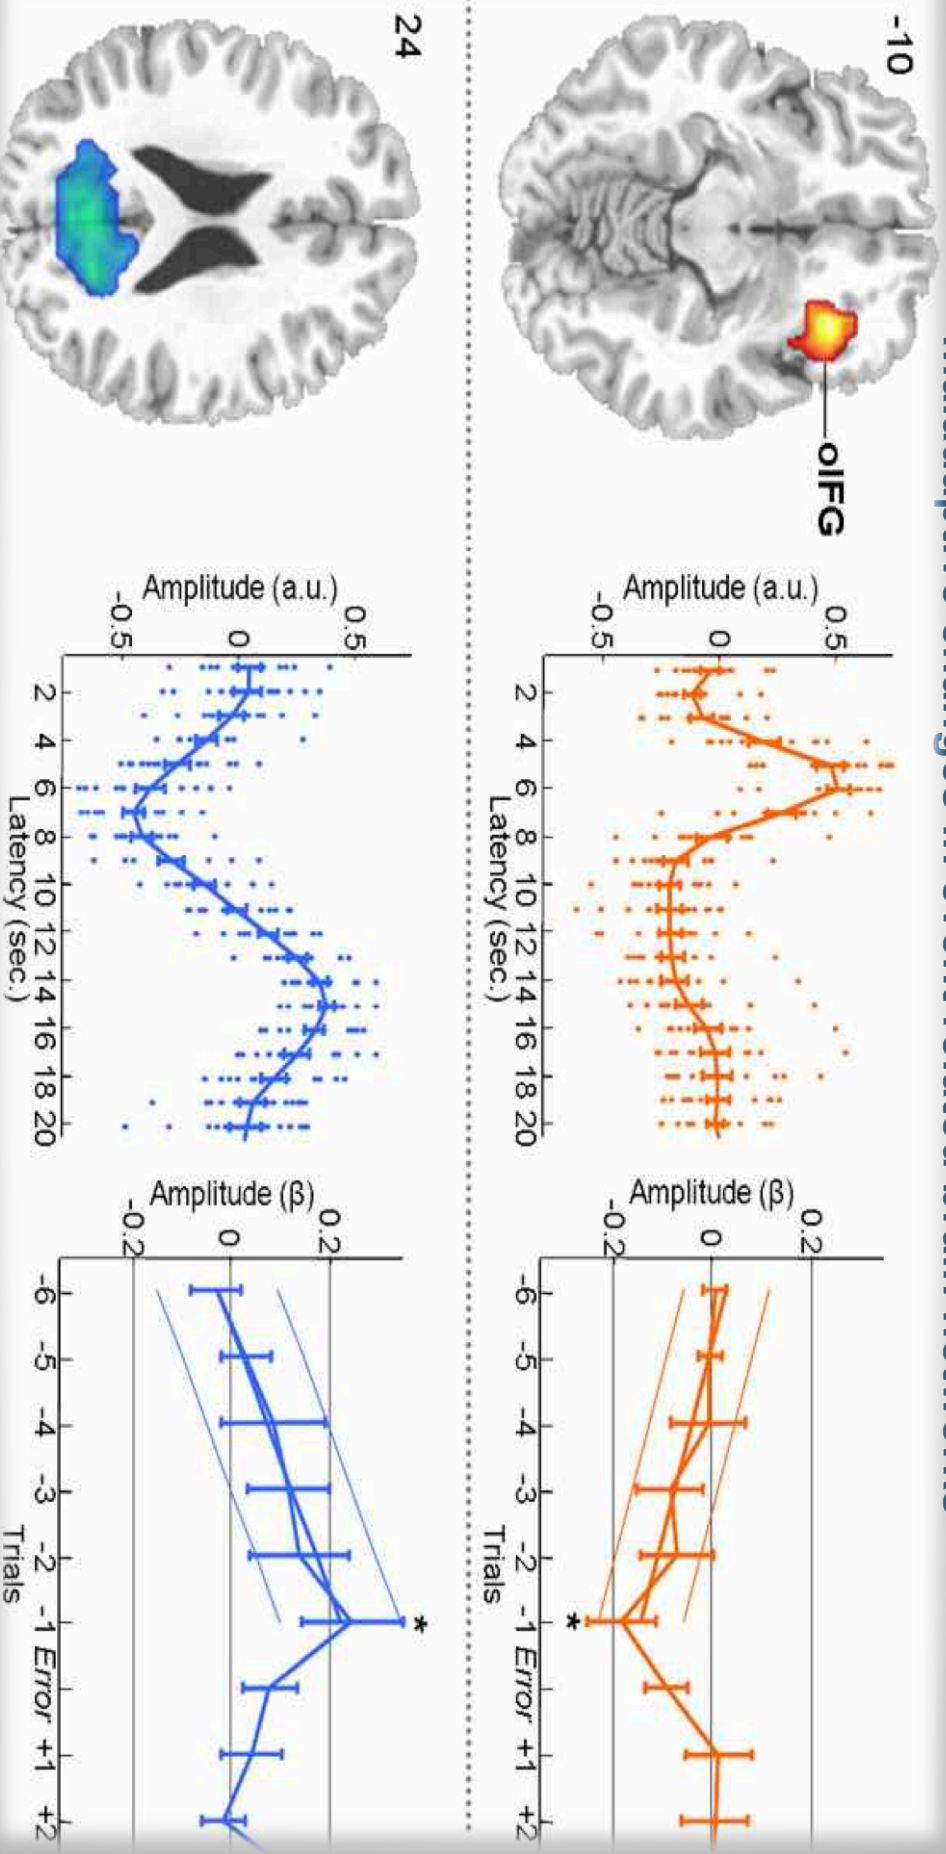 -10
oIFG
Amplitude (a.u.)
-0.5 0 0.5
2 4 6 8 10 12 14 16 18 20
Latency (sec.)
Amplitude (β)
-0.2 0 0.2
-6 -5 -4 -3 -2 -1 Error +1 +2
Trials
*
24
Amplitude (a.u.)
-0.5 0 0.5
2 4 6 8 10 12 14 16 18 20
Latency (sec.)
Amplitude (β)
-0.2 0 0.2
-6 -5 -4 -3 -2 -1 Error +1 +2
Trials
*